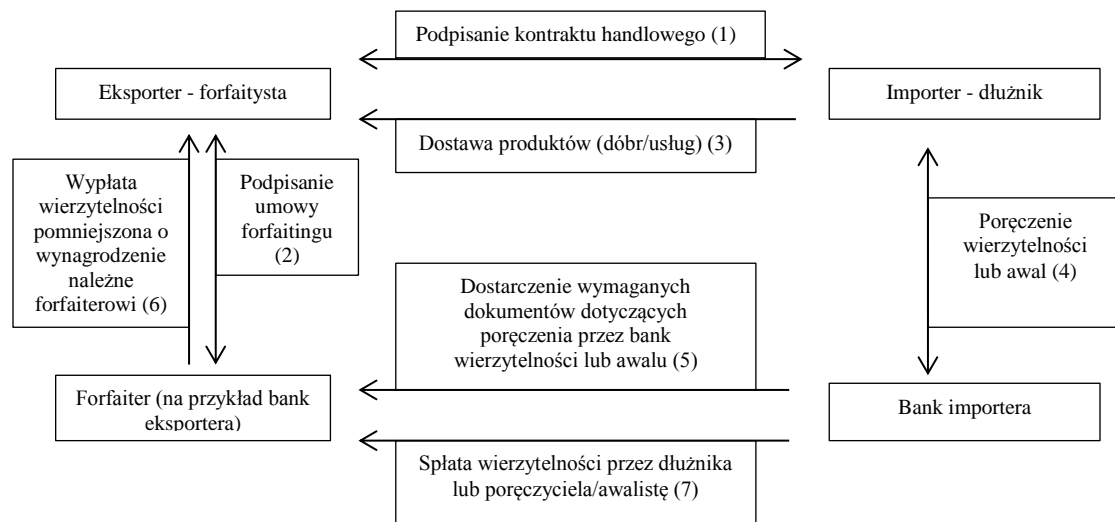 Podpisanie kontraktu handlowego (1)
Eksporter - forfaitysta
Importer - dłużnik
Dostawa produktów (dóbr/usług) (3)
Wypłata
wierzytelności
pomniejszona o
wynagrodzenie
należne
forfaiterowi (6)
Podpisanie
umowy
forfaitingu
(2)
Poręczenie
wierzytelności
lub awal (4)
Dostarczenie wymaganych
dokumentów dotyczących
poręczenia przez bank
wierzytelności lub awalu (5)
Forfaiter (na przykład bank
eksportera)
Bank importera
Spłata wierzytelności przez dłużnika
lub poręczyciela/awalistę (7)